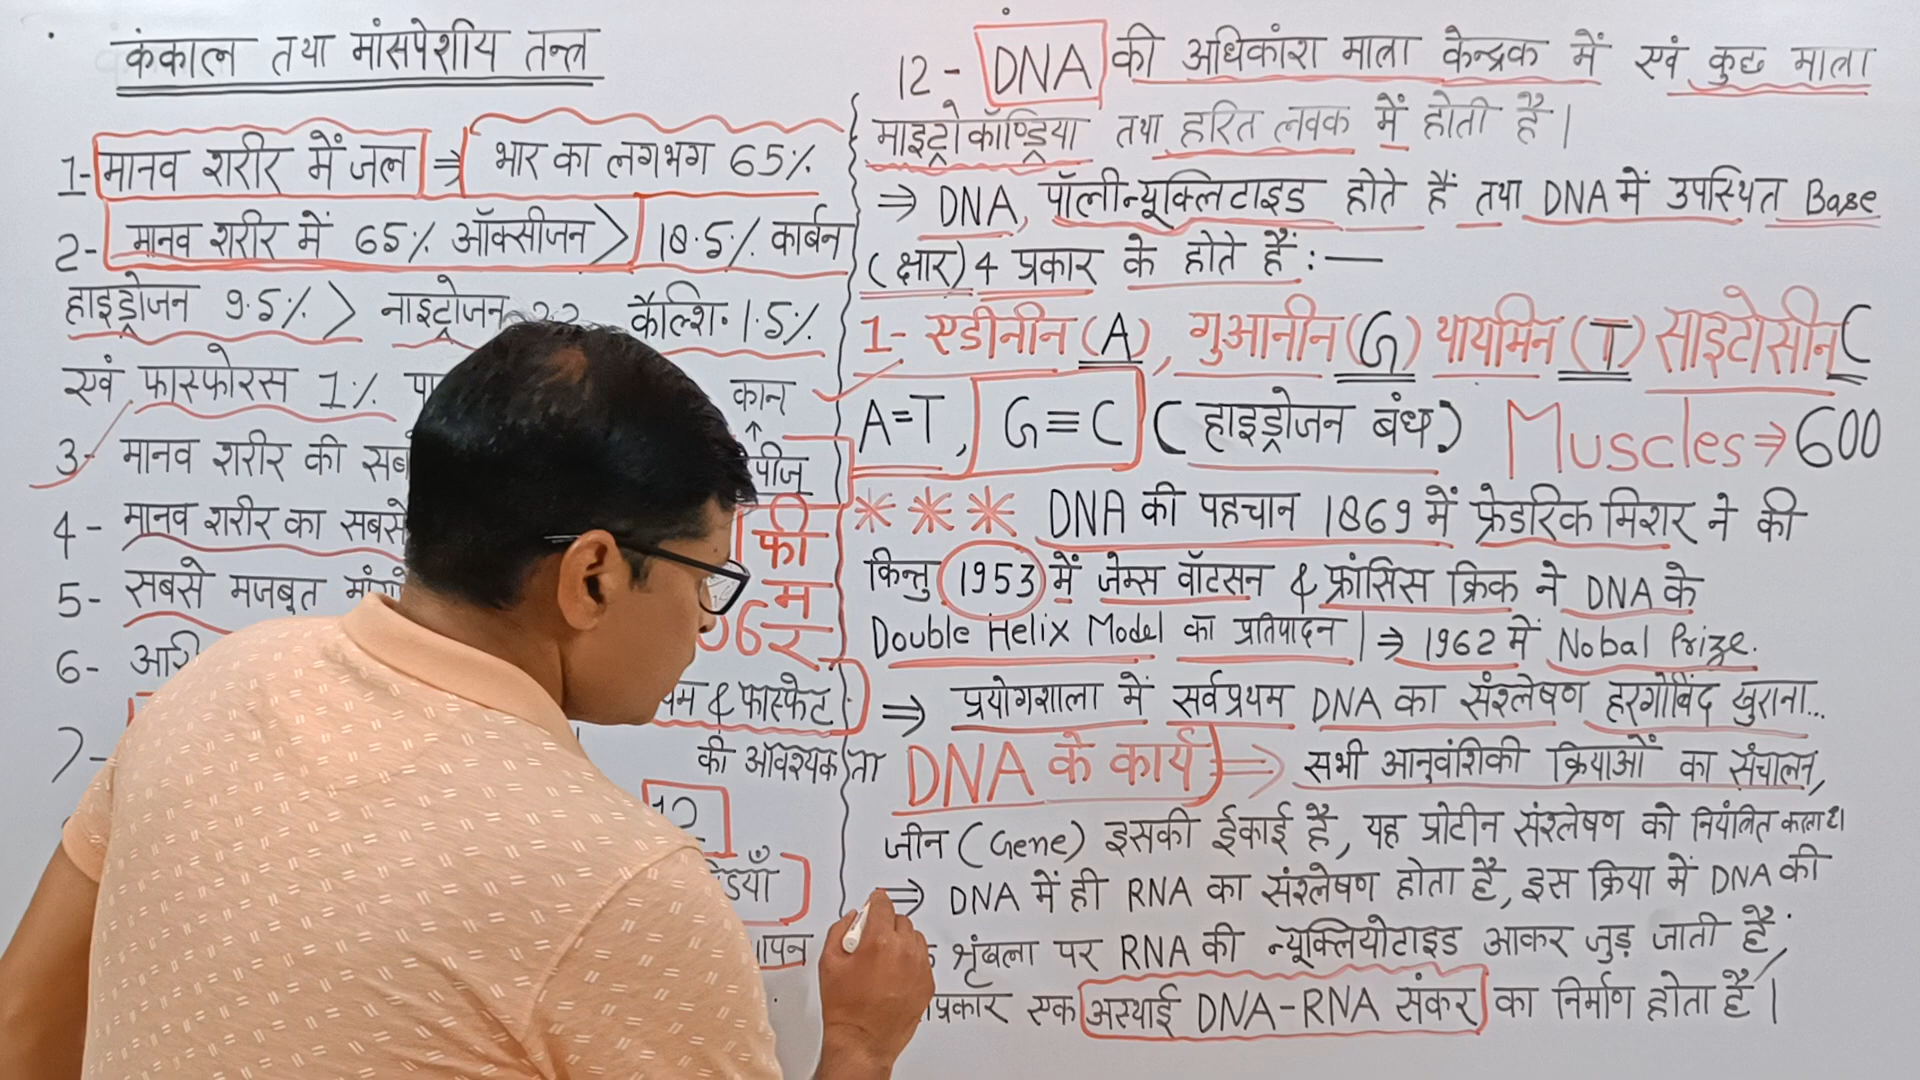 कंकाल तथा मांसपेशीय तन्त्र
1- मानव शरीर में जल ⇒ भार का लगभग 65%
2- मानव शरीर में 65% ऑक्सीजन > 18.5% कार्बन
हाइड्रोजन 9.5% > नाइट्रोजन कैल्शि. 1.5%
एवं फास्फोरस 1%
कान
↑
3- मानव शरीर की
4- मानव शरीर का सबसे
फी
म
र
5- सबसे मजबूत
6-
& फास्फेट
7-
की आवश्यकता
12
12- DNA की अधिकांश मात्रा केन्द्रक में एवं कुछ मात्रा
माइट्रोकॉण्ड्रिया तथा हरित लवक में होती है।
⇒ DNA, पॉलीन्यूक्लिटाइड होते हैं तथा DNA में उपस्थित Base
(क्षार) 4 प्रकार के होते हैं:—
1- एडीनीन (A), गुआनीन (G) थायमिन (T) साइटोसीन C
A=T, G≡C (हाइड्रोजन बंध) Muscles ⇒ 600
*** DNA की पहचान 1869 में फ्रेडरिक मिशर ने की
किन्तु 1953 में जेम्स वॉटसन & फ्रांसिस क्रिक ने DNA के
Double Helix Model का प्रतिपादन। ⇒ 1962 में Nobal Prize.
⇒ प्रयोगशाला में सर्वप्रथम DNA का संश्लेषण हरगोबिंद खुराना...
DNA के कार्य ⇒ सभी आनुवंशिकी क्रियाओं का संचालन,
जीन (Gene) इसकी ईकाई है, यह प्रोटीन संश्लेषण को नियंत्रित करता है।
⇒ DNA में ही RNA का संश्लेषण होता है, इस क्रिया में DNA की
शृंखला पर RNA की न्यूक्लियोटाइड आकर जुड़ जाती है,
प्रकार एक अस्थाई DNA-RNA संकर का निर्माण होता है।